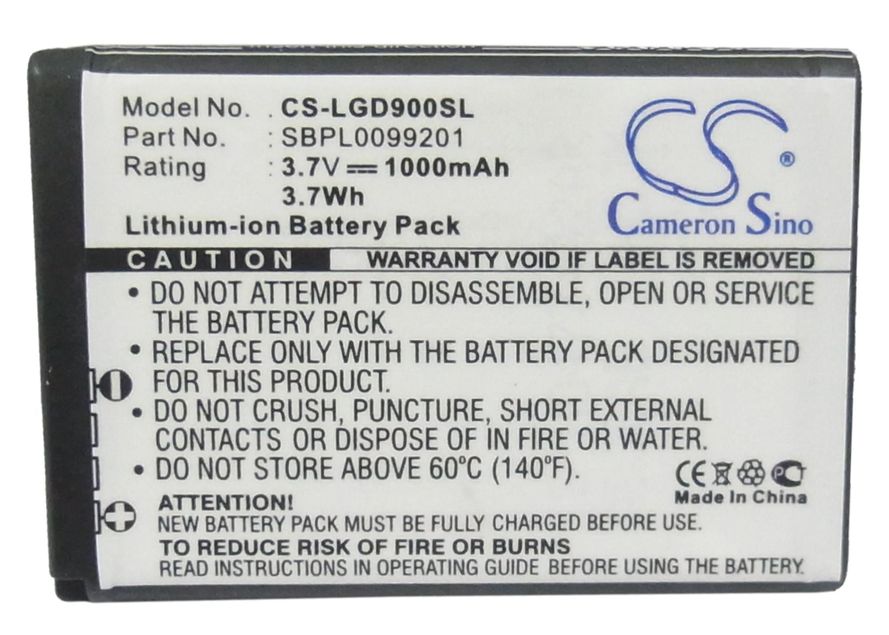 Model No. : CS-LGD900SL
Part No. : SBPL0099201
Rating : 3.7V 1000mAh
3.7Wh
Lithium-ion Battery Pack
CS ®
Cameron Sino
CAUTION WARRANTY VOID IF LABEL IS REMOVED
• DO NOT ATTEMPT TO DISASSEMBLE, OPEN OR SERVICE
THE BATTERY PACK.
• REPLACE ONLY WITH THE BATTERY PACK DESIGNATED
FOR THIS PRODUCT.
• DO NOT CRUSH, PUNCTURE, SHORT EXTERNAL
CONTACTS OR DISPOSE OF IN FIRE OR WATER.
• DO NOT STORE ABOVE 60°C (140°F).
CE
Made In China
ATTENTION!
NEW BATTERY PACK MUST BE FULLY CHARGED BEFORE USE.
TO REDUCE RISK OF FIRE OR BURNS
READ INSTRUCTIONS IN OPERATING GUIDE BEFORE USING THE BATTERY.